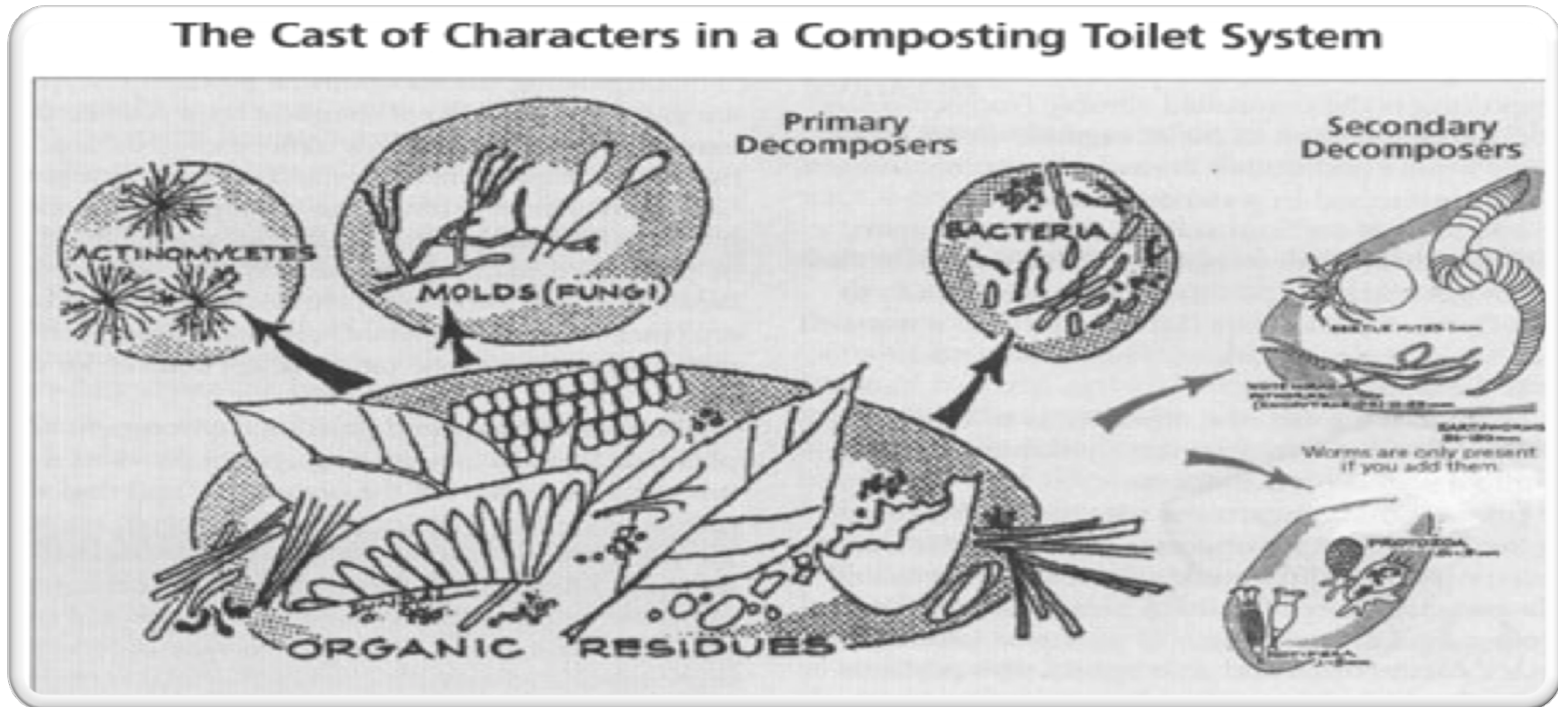 The Cast of Characters in a Composting Toilet System
Primary
Decomposers
Secondary
Decomposers
ACTINOMYCETES
MOLDS (FUNGI)
BACTERIA
Worms are only present
if you add them.
PROTOZOA
ORGANIC RESIDUES